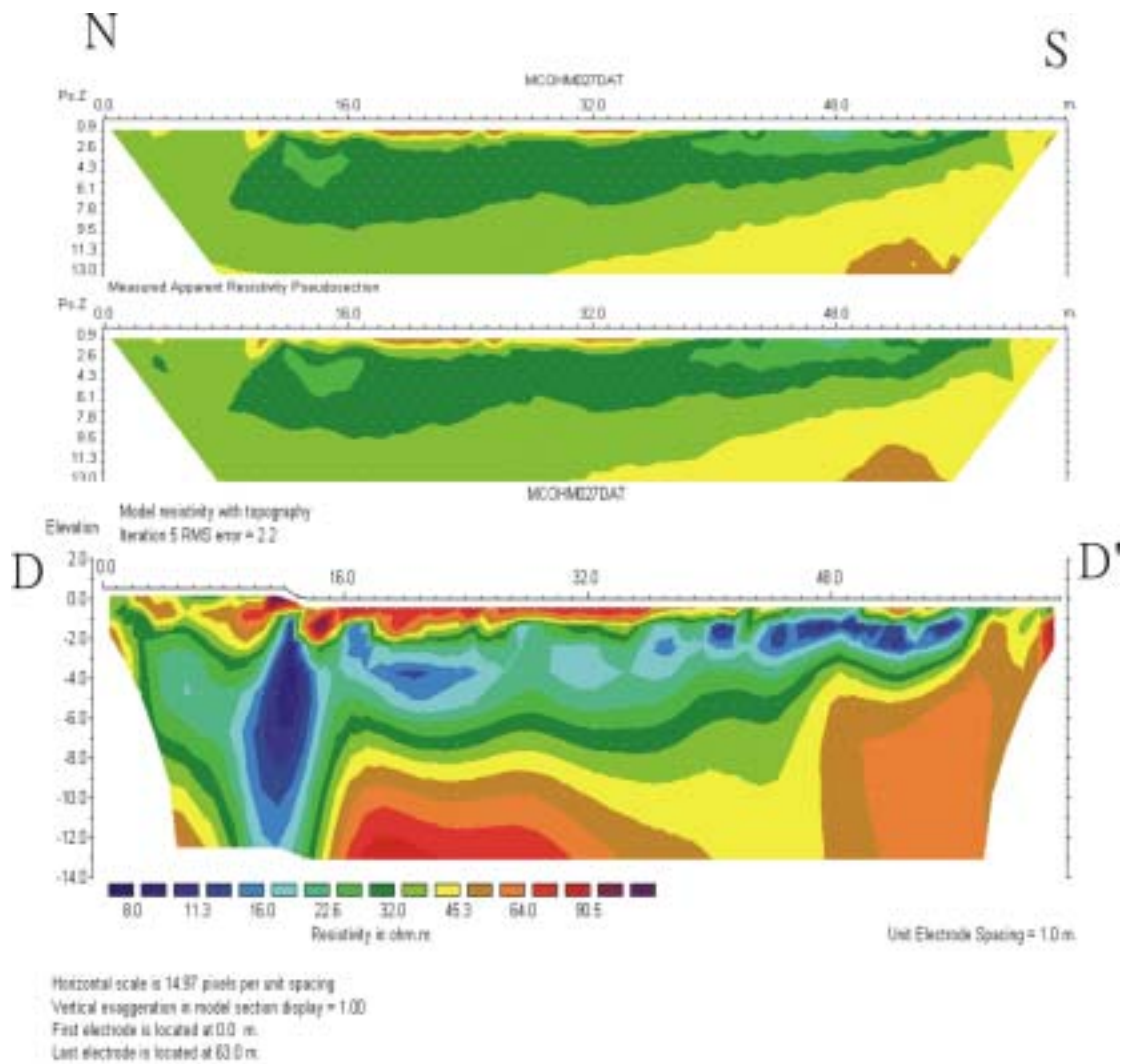 N
S
MCOHM027DAT
Ps.Z 0.0 16.0 32.0 48.0 m.
0.9
2.6
4.3
6.1
7.8
9.5
11.3
13.0
Measured Apparent Resistivity Pseudosection
Ps.Z 0.0 16.0 32.0 48.0 m.
0.9
2.6
4.3
6.1
7.8
9.5
11.3
13.0
MCOHM027DAT
Model resistivity with topography
Elevation Iteration 5 RMS error = 2.2
D D'
0.0 16.0 32.0 48.0
2.0
0.0
-2.0
-4.0
-6.0
-8.0
-10.0
-12.0
-14.0
8.0 11.3 16.0 22.6 32.0 45.3 64.0 90.5
Resistivity in ohm.m
Unit Electrode Spacing = 1.0 m.
Horizontal scale is 14.97 pixels per unit spacing
Vertical exaggeration in model section display = 1.00
First electrode is located at 0.0 m.
Last electrode is located at 63.0 m.